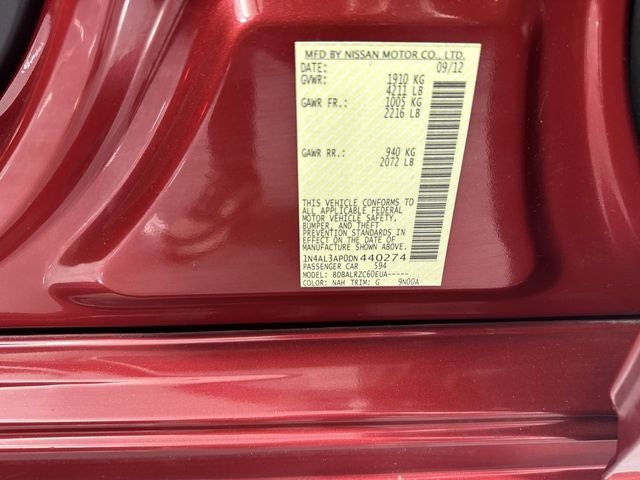 MFD BY NISSAN MOTOR CO., LTD.
DATE: 09/12
GVWR: 1910 KG
4211 LB
GAWR FR.: 1005 KG
2216 LB
GAWR RR.: 940 KG
2072 LB
THIS VEHICLE CONFORMS TO
ALL APPLICABLE FEDERAL
MOTOR VEHICLE SAFETY,
BUMPER, AND THEFT
PREVENTION STANDARDS IN
EFFECT ON THE DATE OF
MANUFACTURE SHOWN ABOVE.
1N4AL3AP0DN440274
PASSENGER CAR 594
MODEL: BDBALRZC60EUA-----
COLOR: NAH TRIM: G 9N00A